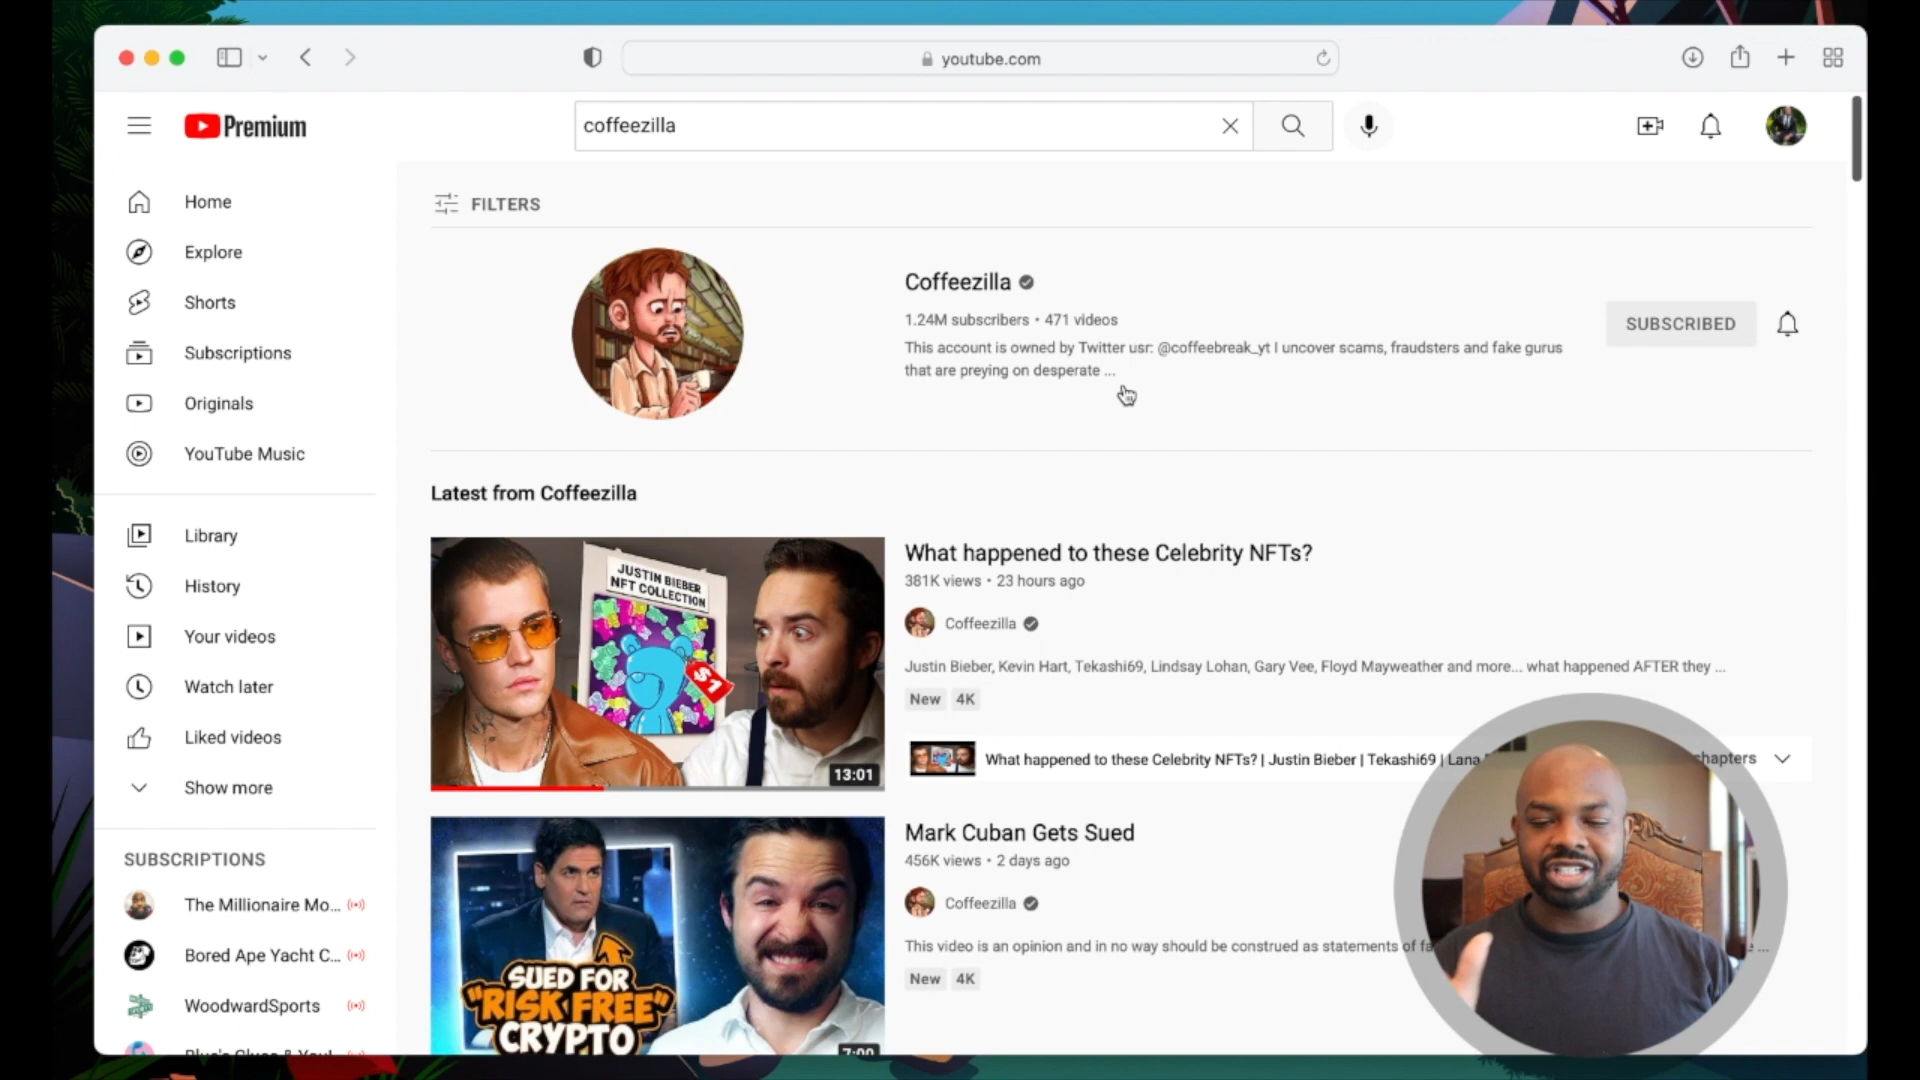 youtube.com
Premium
coffeezilla
Home
Explore
Shorts
Subscriptions
Originals
YouTube Music
Library
History
Your videos
Watch later
Liked videos
Show more
SUBSCRIPTIONS
The Millionaire Mo...
Bored Ape Yacht C...
WoodwardSports
FILTERS
Coffeezilla
1.24M subscribers • 471 videos
This account is owned by Twitter usr: @coffeebreak_yt I uncover scams, fraudsters and fake gurus
that are preying on desperate ...
SUBSCRIBED
Latest from Coffeezilla
JUSTIN BIEBER
NFT COLLECTION
$1
13:01
What happened to these Celebrity NFTs?
381K views • 23 hours ago
Coffeezilla
Justin Bieber, Kevin Hart, Tekashi69, Lindsay Lohan, Gary Vee, Floyd Mayweather and more... what happened AFTER they ...
New 4K
What happened to these Celebrity NFTs? | Justin Bieber | Tekashi69 | Lana
chapters
SUED FOR
"RISK FREE"
CRYPTO
7:00
Mark Cuban Gets Sued
456K views • 2 days ago
Coffeezilla
This video is an opinion and in no way should be construed as statements of
New 4K